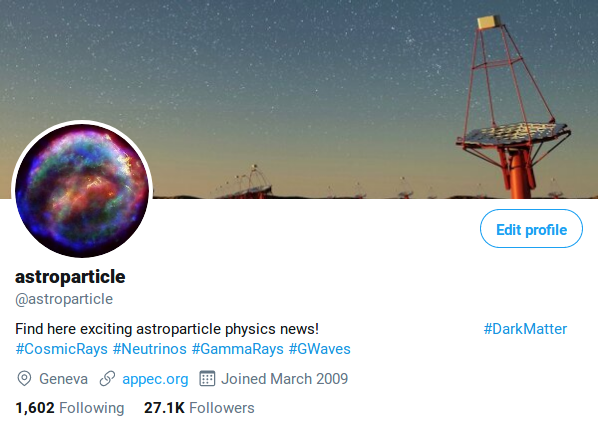 Edit profile
astroparticle
@astroparticle
Find here exciting astroparticle physics news! #DarkMatter
#CosmicRays #Neutrinos #GammaRays #GWaves
Geneva appec.org Joined March 2009
1,602 Following 27.1K Followers